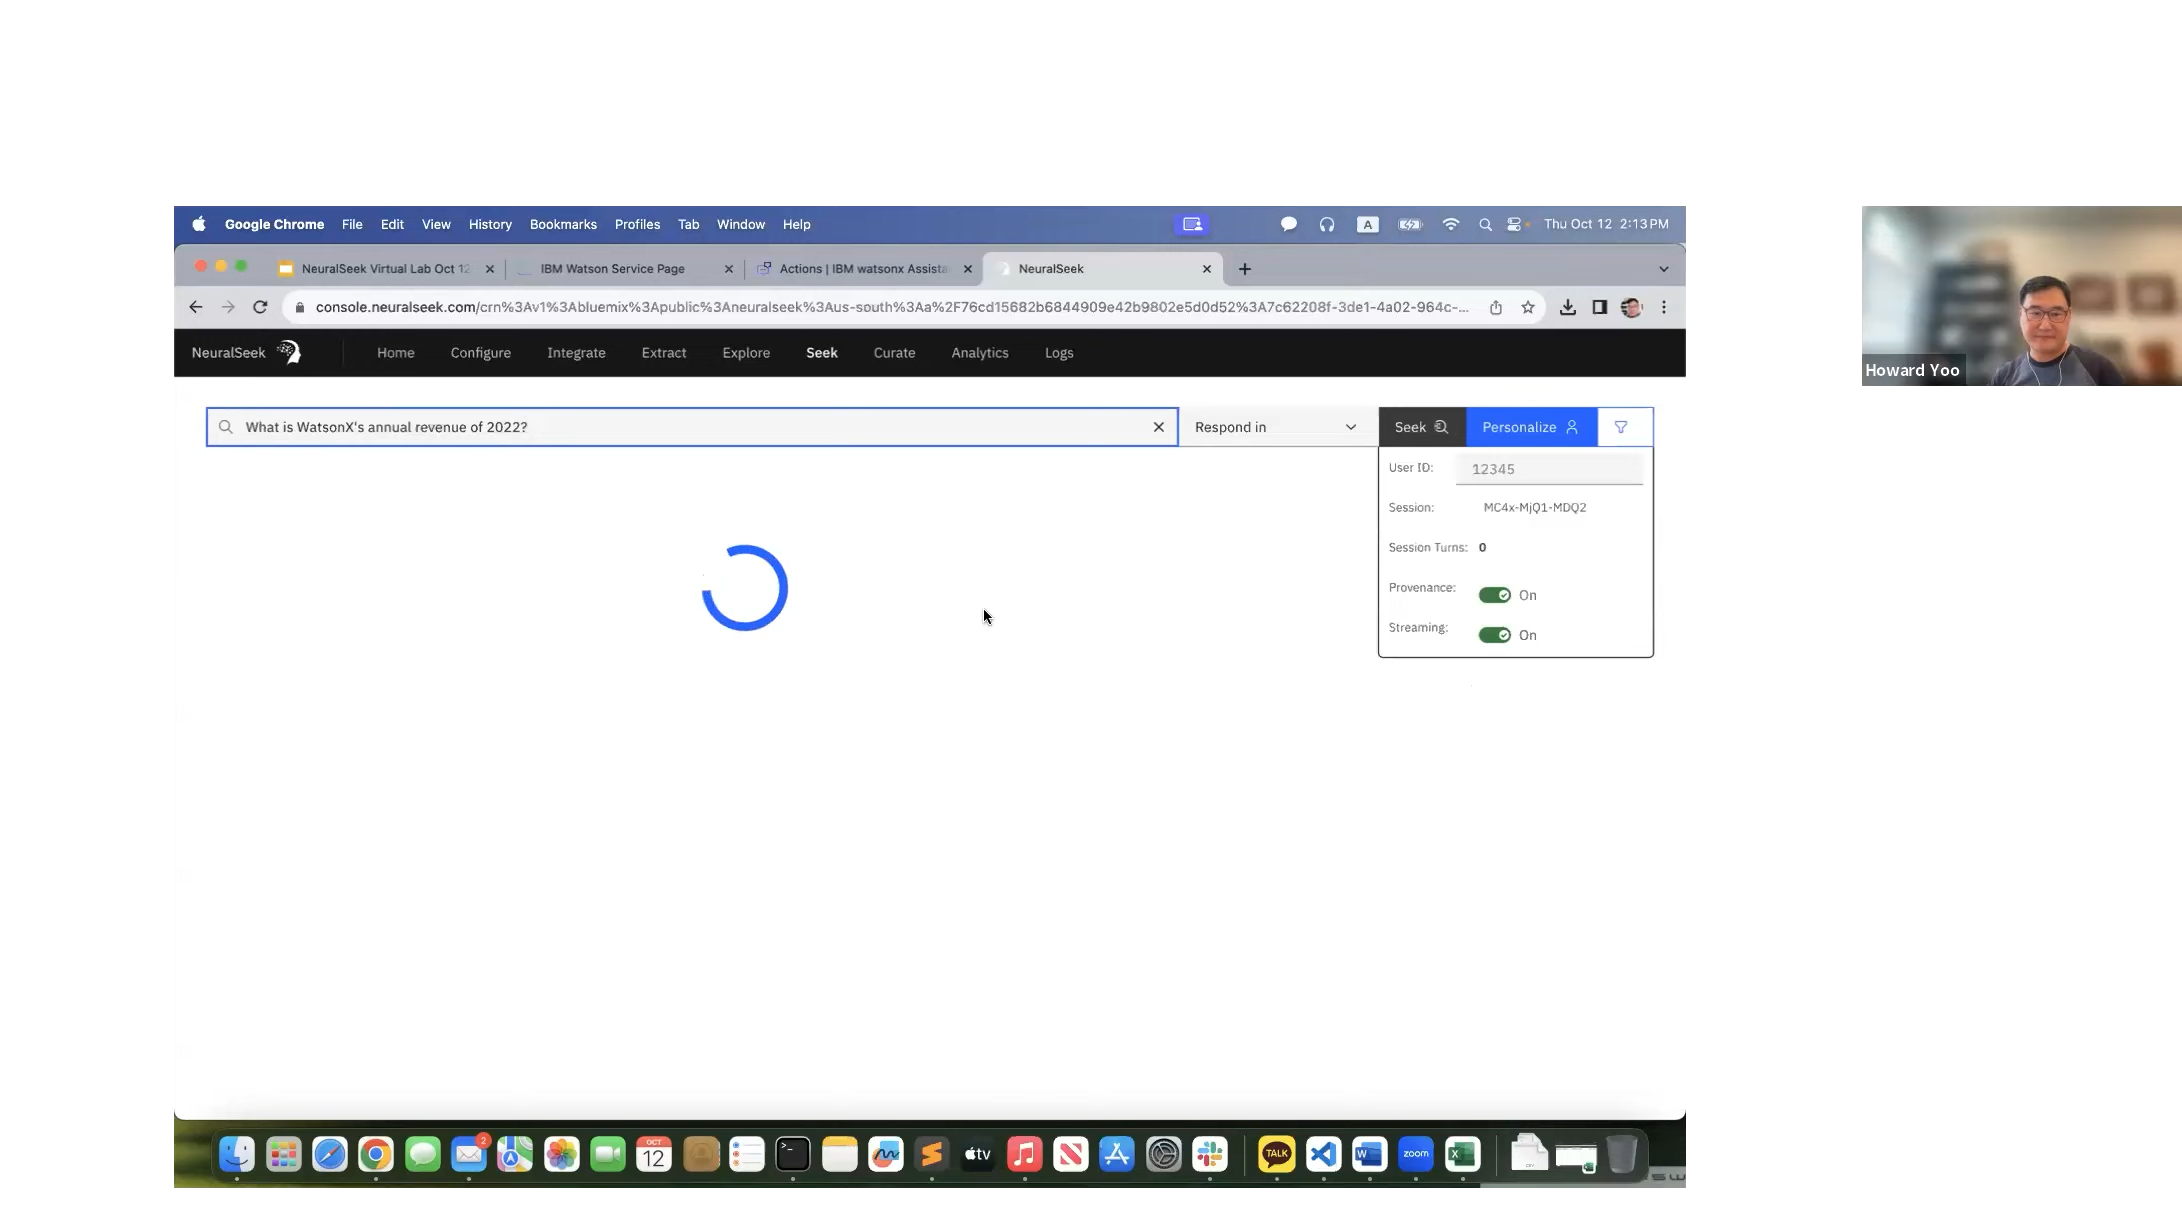 Google Chrome File Edit View History Bookmarks Profiles Tab Window Help A Thu Oct 12 2:13 PM
NeuralSeek Virtual Lab Oct 12 IBM Watson Service Page Actions | IBM watsonx Assista NeuralSeek
console.neuralseek.com/crn%3Av1%3Abluemix%3Apublic%3Aneuralseek%3Aus-south%3Aa%2F76cd15682b6844909e42b9802e5d0d52%3A7c62208f-3de1-4a02-964c-...
NeuralSeek Home Configure Integrate Extract Explore Seek Curate Analytics Logs
Howard Yoo
What is WatsonX's annual revenue of 2022? Respond in Seek Personalize
User ID: 12345
Session: MC4x-MjQ1-MDQ2
Session Turns: 0
Provenance: On
Streaming: On
2
OCT
12
tv
TALK
W
zoom
X